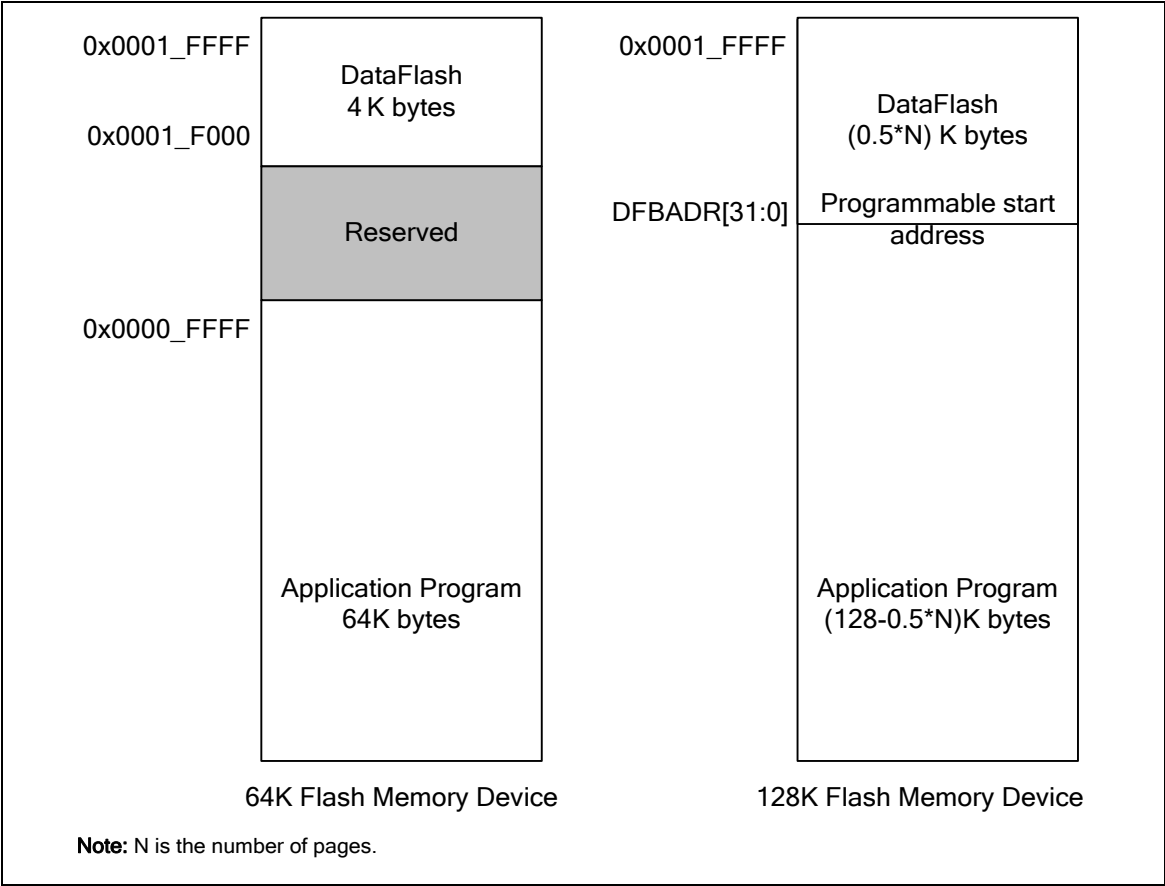 0x0001_FFFF
DataFlash
4 K bytes
0x0001_F000
Reserved
0x0000_FFFF
Application Program
64K bytes
64K Flash Memory Device
0x0001_FFFF
DataFlash
(0.5*N) K bytes
DFBADR[31:0]
Programmable start
address
Application Program
(128-0.5*N)K bytes
128K Flash Memory Device
Note: N is the number of pages.